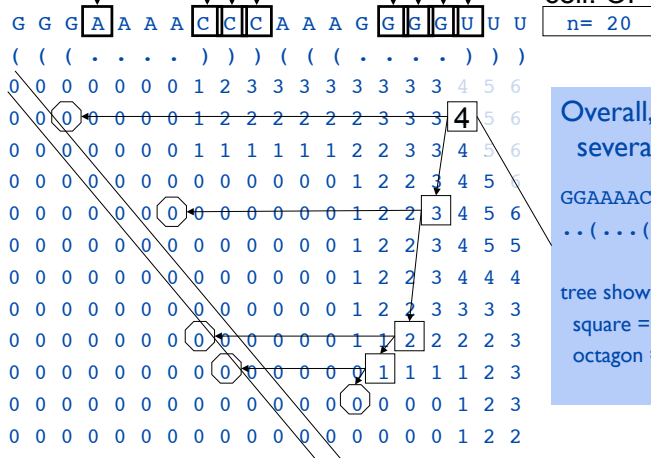 G G G A A A A C C C A A A G G G G U U U n= 20
( ( ( . . . . ) ) ) ( ( ( . . . . ) ) )
0 0 0 0 0 0 0 1 2 3 3 3 3 3 3 3 3 4 5 6
0 0 0 0 0 0 0 1 2 2 2 2 2 2 3 3 3 4 5 6
0 0 0 0 0 0 0 1 1 1 1 1 1 2 2 3 3 4 5 6
0 0 0 0 0 0 0 0 0 0 0 0 0 1 2 2 3 4 5 6
0 0 0 0 0 0 0 0 0 0 0 0 0 1 2 2 3 4 5 6
0 0 0 0 0 0 0 0 0 0 0 0 0 1 2 2 3 4 5 5
0 0 0 0 0 0 0 0 0 0 0 0 0 1 2 2 3 4 4 4
0 0 0 0 0 0 0 0 0 0 0 0 0 1 2 2 3 3 3 3
0 0 0 0 0 0 0 0 0 0 0 0 0 1 1 2 2 2 2 3
0 0 0 0 0 0 0 0 0 0 0 0 0 0 1 1 1 1 2 3
0 0 0 0 0 0 0 0 0 0 0 0 0 0 0 0 0 1 2 3
0 0 0 0 0 0 0 0 0 0 0 0 0 0 0 0 0 1 2 2
Overall,
severa
GGAAAAC
..(...(
tree show
square =
octagon =